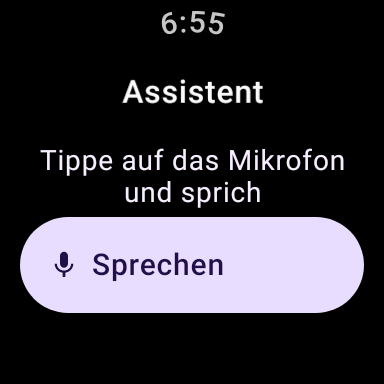 6:55
Assistent
Tippe auf das Mikrofon
und sprich
Sprechen